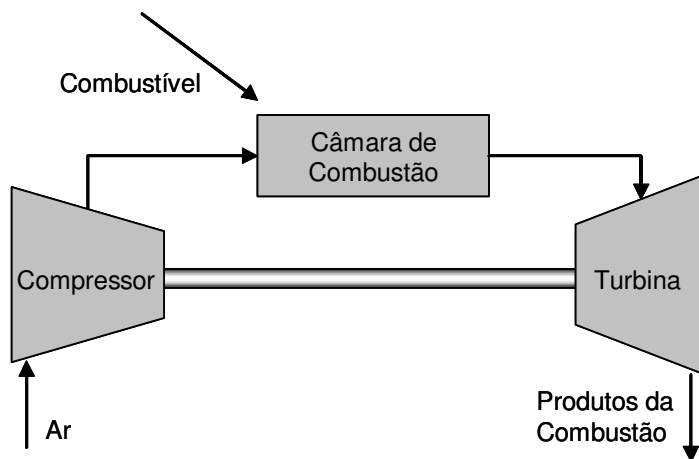 Combustível
Câmara de
Combustão
Compressor
Turbina
Ar
Produtos da
Combustão